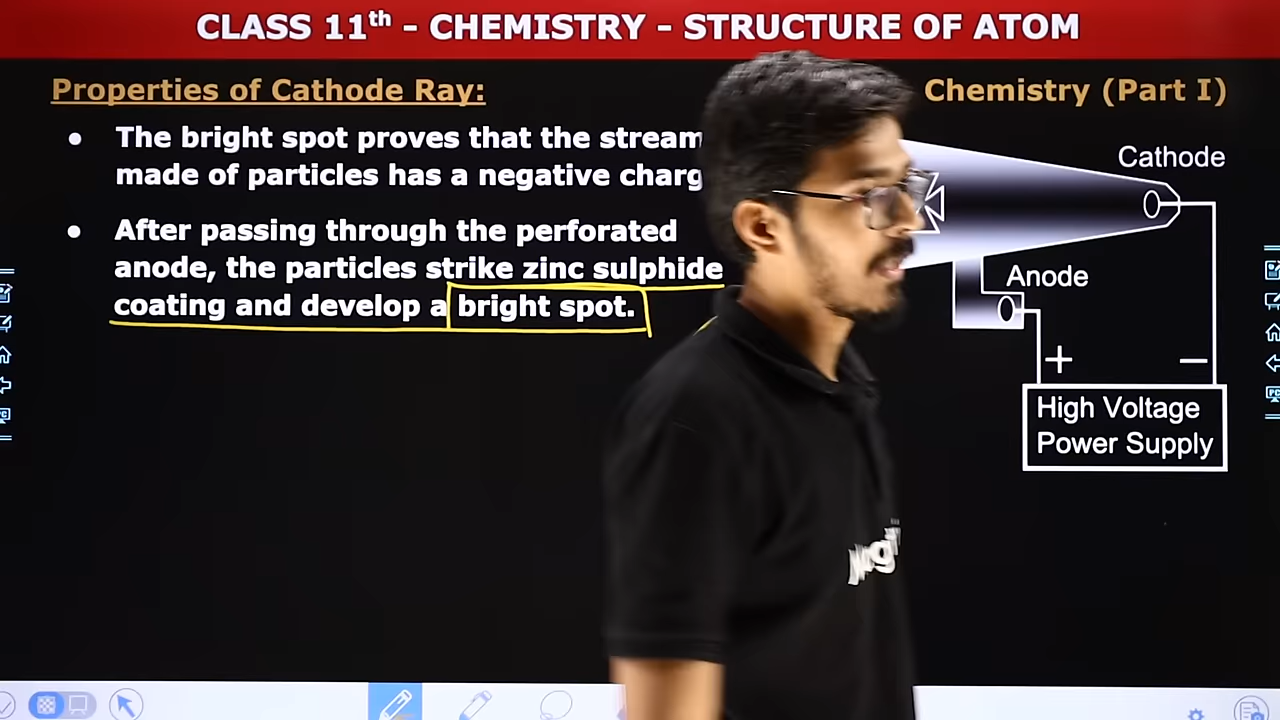 CLASS 11th - CHEMISTRY - STRUCTURE OF ATOM
Properties of Cathode Ray:
Chemistry (Part I)
• The bright spot proves that the stream
made of particles has a negative
• After passing through the perforated
anode, the particles strike zinc sulphide
coating and develop a bright spot.
Cathode
Anode
+ −
High Voltage
Power Supply